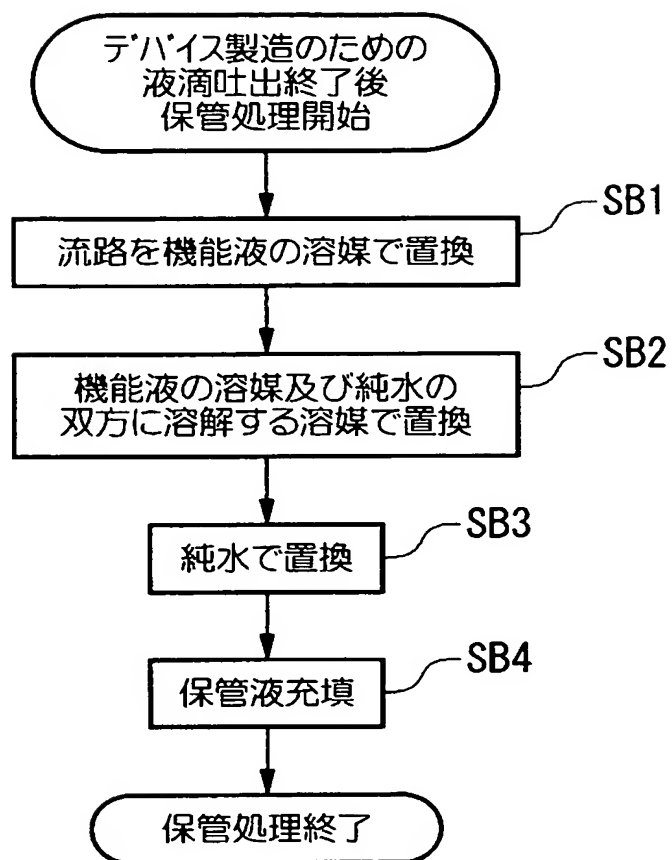 デバイス製造のための
液滴吐出終了後
保管処理開始
SB1
流路を機能液の溶媒で置換
SB2
機能液の溶媒及び純水の
双方に溶解する溶媒で置換
SB3
純水で置換
SB4
保管液充填
保管処理終了